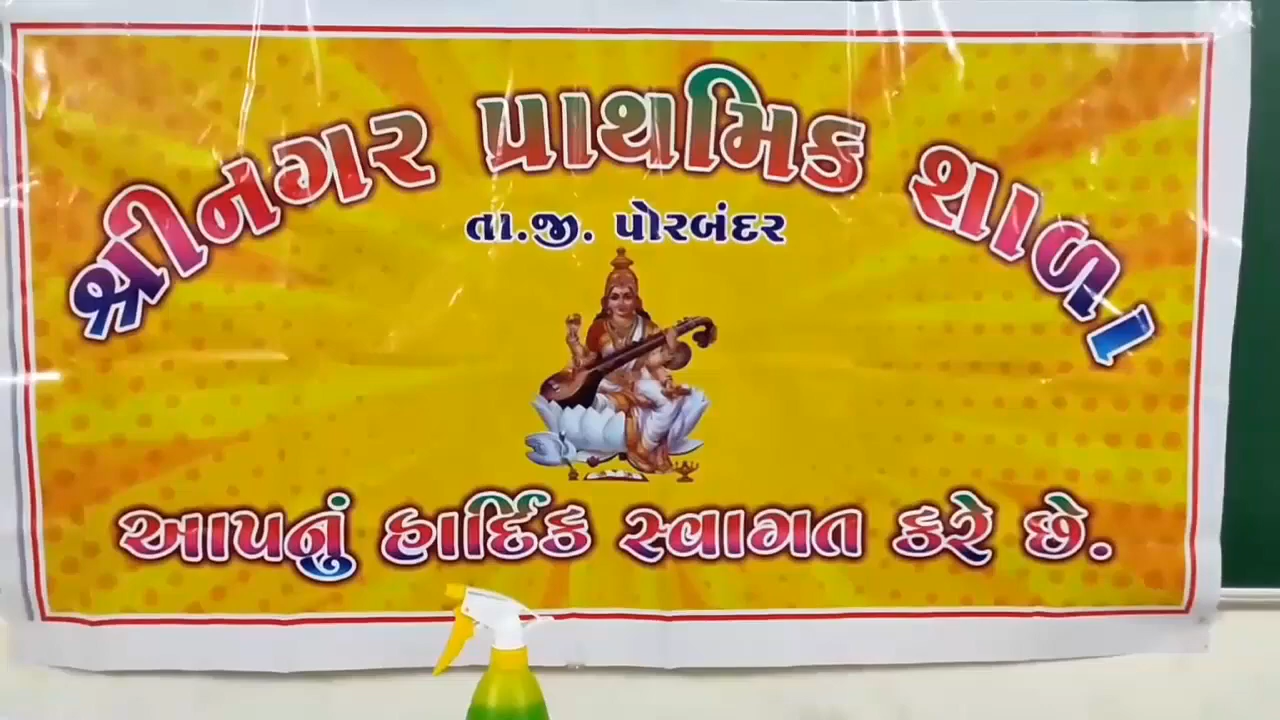 શ્રીનગર પ્રાથમિક શાળા
તા.જી. પોરબંદર
આપનું હાર્દિક સ્વાગત કરે છે.